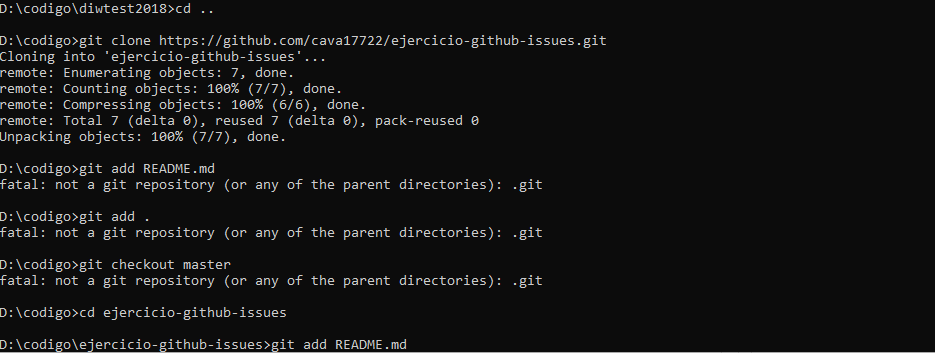 D:\codigo\diwtest2018>cd ..
D:\codigo>git clone https://github.com/cava17722/ejercicio-github-issues.git
Cloning into 'ejercicio-github-issues'...
remote: Enumerating objects: 7, done.
remote: Counting objects: 100% (7/7), done.
remote: Compressing objects: 100% (6/6), done.
remote: Total 7 (delta 0), reused 7 (delta 0), pack-reused 0
Unpacking objects: 100% (7/7), done.
D:\codigo>git add README.md
fatal: not a git repository (or any of the parent directories): .git
D:\codigo>git add .
fatal: not a git repository (or any of the parent directories): .git
D:\codigo>git checkout master
fatal: not a git repository (or any of the parent directories): .git
D:\codigo>cd ejercicio-github-issues
D:\codigo\ejercicio-github-issues>git add README.md